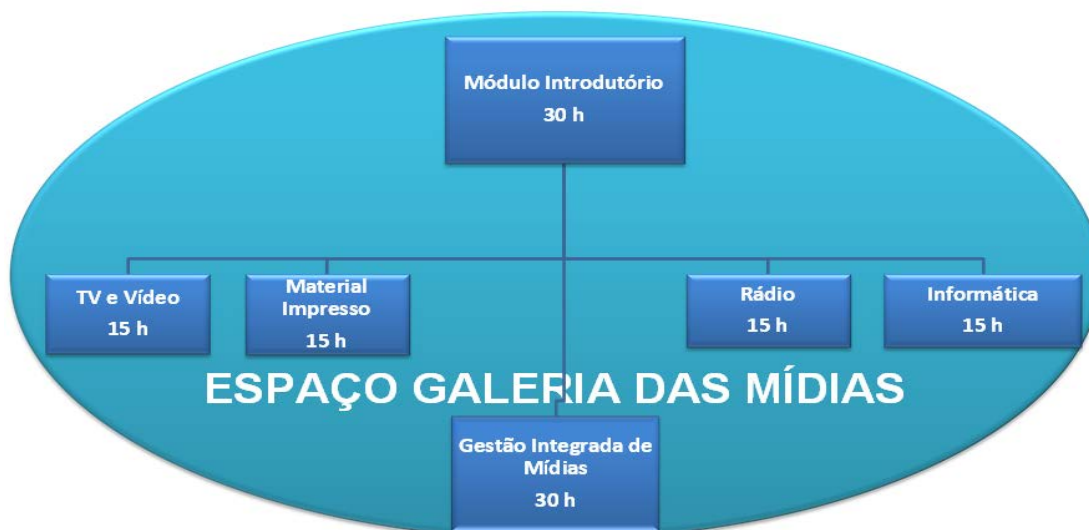 Módulo Introdutório
30 h
TV e Vídeo
15 h
Material
Impresso
15 h
Rádio
15 h
Informática
15 h
ESPAÇO GALERIA DAS MÍDIAS
Gestão Integrada de
Mídias
30 h